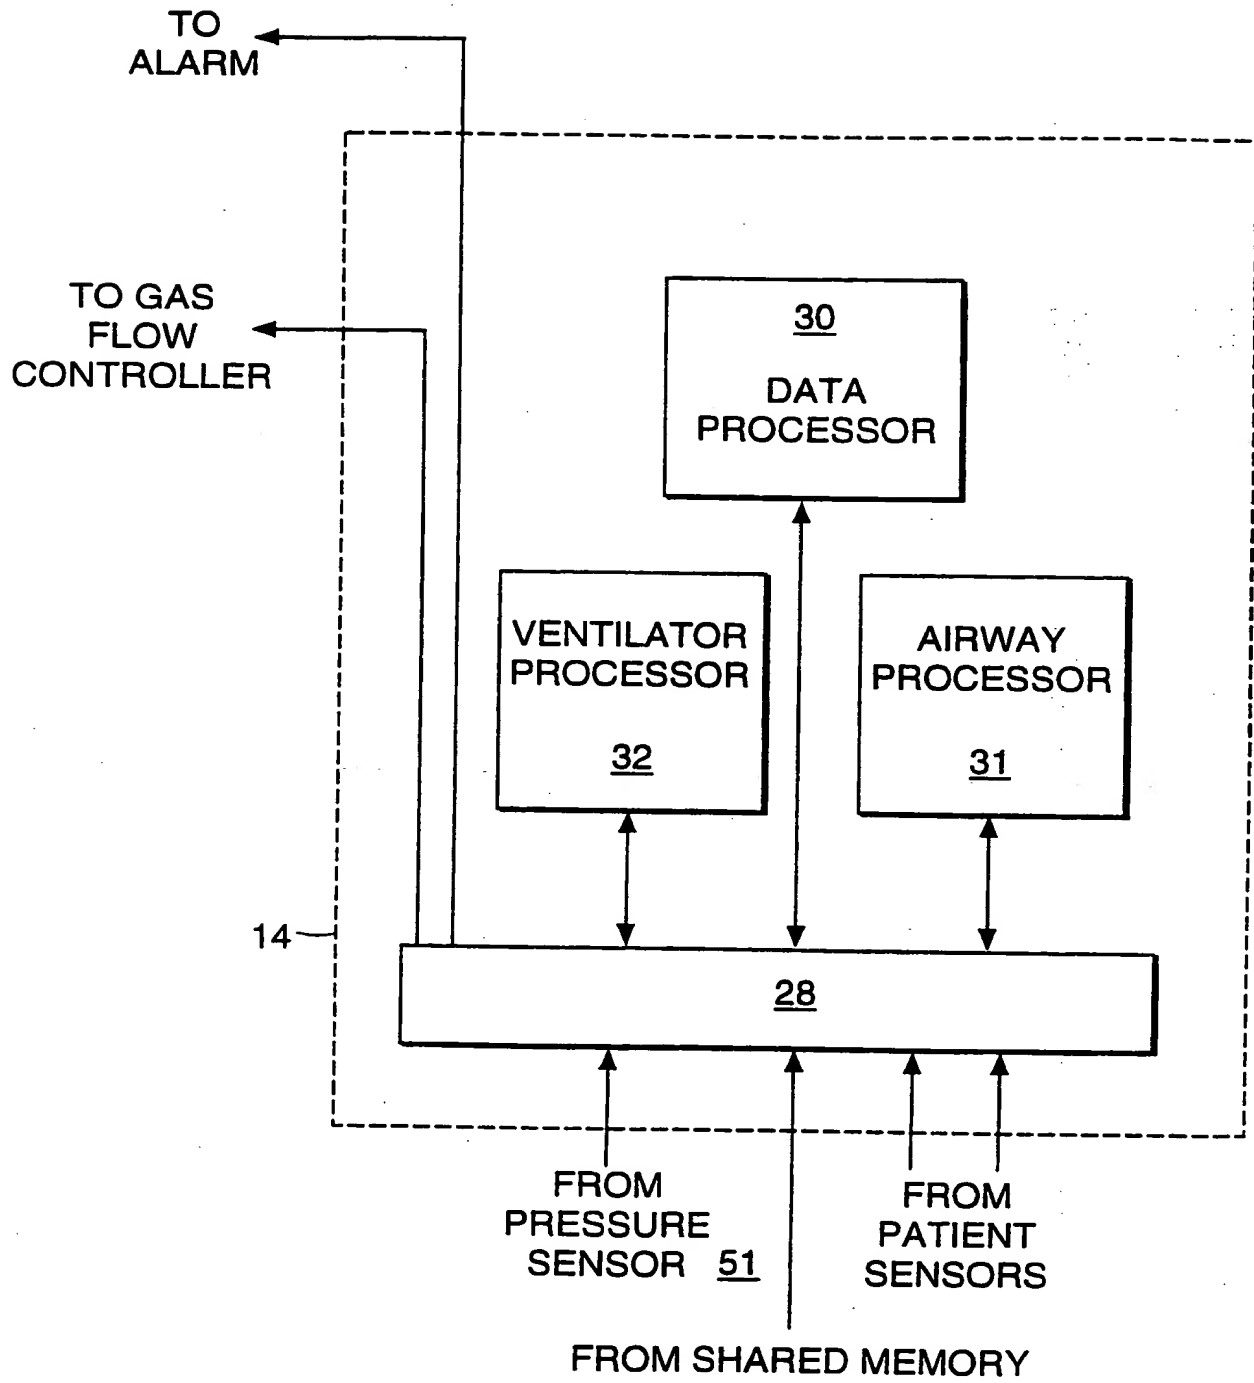 TO
ALARM
TO GAS
FLOW
CONTROLLER
30
DATA
PROCESSOR
VENTILATOR
PROCESSOR
32
AIRWAY
PROCESSOR
31
14
28
FROM
PRESSURE
SENSOR 51
FROM
PATIENT
SENSORS
FROM SHARED MEMORY